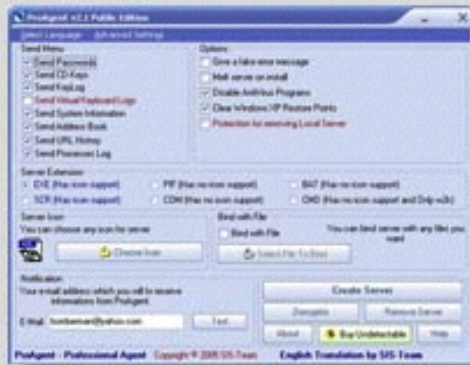 ProAgent v2.1 Public Edition
Select Language Advanced Settings
Send Menu
Send Passwords
Send CD-Keys
Send KeyLog
Send Virtual Keyboard Logs
Send System Information
Send Address Book
Send URL History
Send Processes Log
Options
Give a fake error message
Melt server on install
Disable AntiVirus Programs
Clear Windows XP Restore Points
Protection for removing Local Server
Server Extension
EXE (Has icon support) PIF (Has no icon support) BAT (Has no icon support)
SCR (Has icon support) COM (Has no icon support) CMD (Has no icon support and Only w2k)
Server Icon
You can choose any icon for server
Choose Icon
Bind with File
Bind with File
You can bind server with any files you want
Select File To Bind
Notification
Your e-mail address which you will to receive
informations from ProAgent
E-Mail: @yahoo.com Test
Create Server
Remove Server
About Buy Undetectable Help
ProAgent - Professional Agent Copyright © 2005 SIS-Team English Translation by SIS-Team